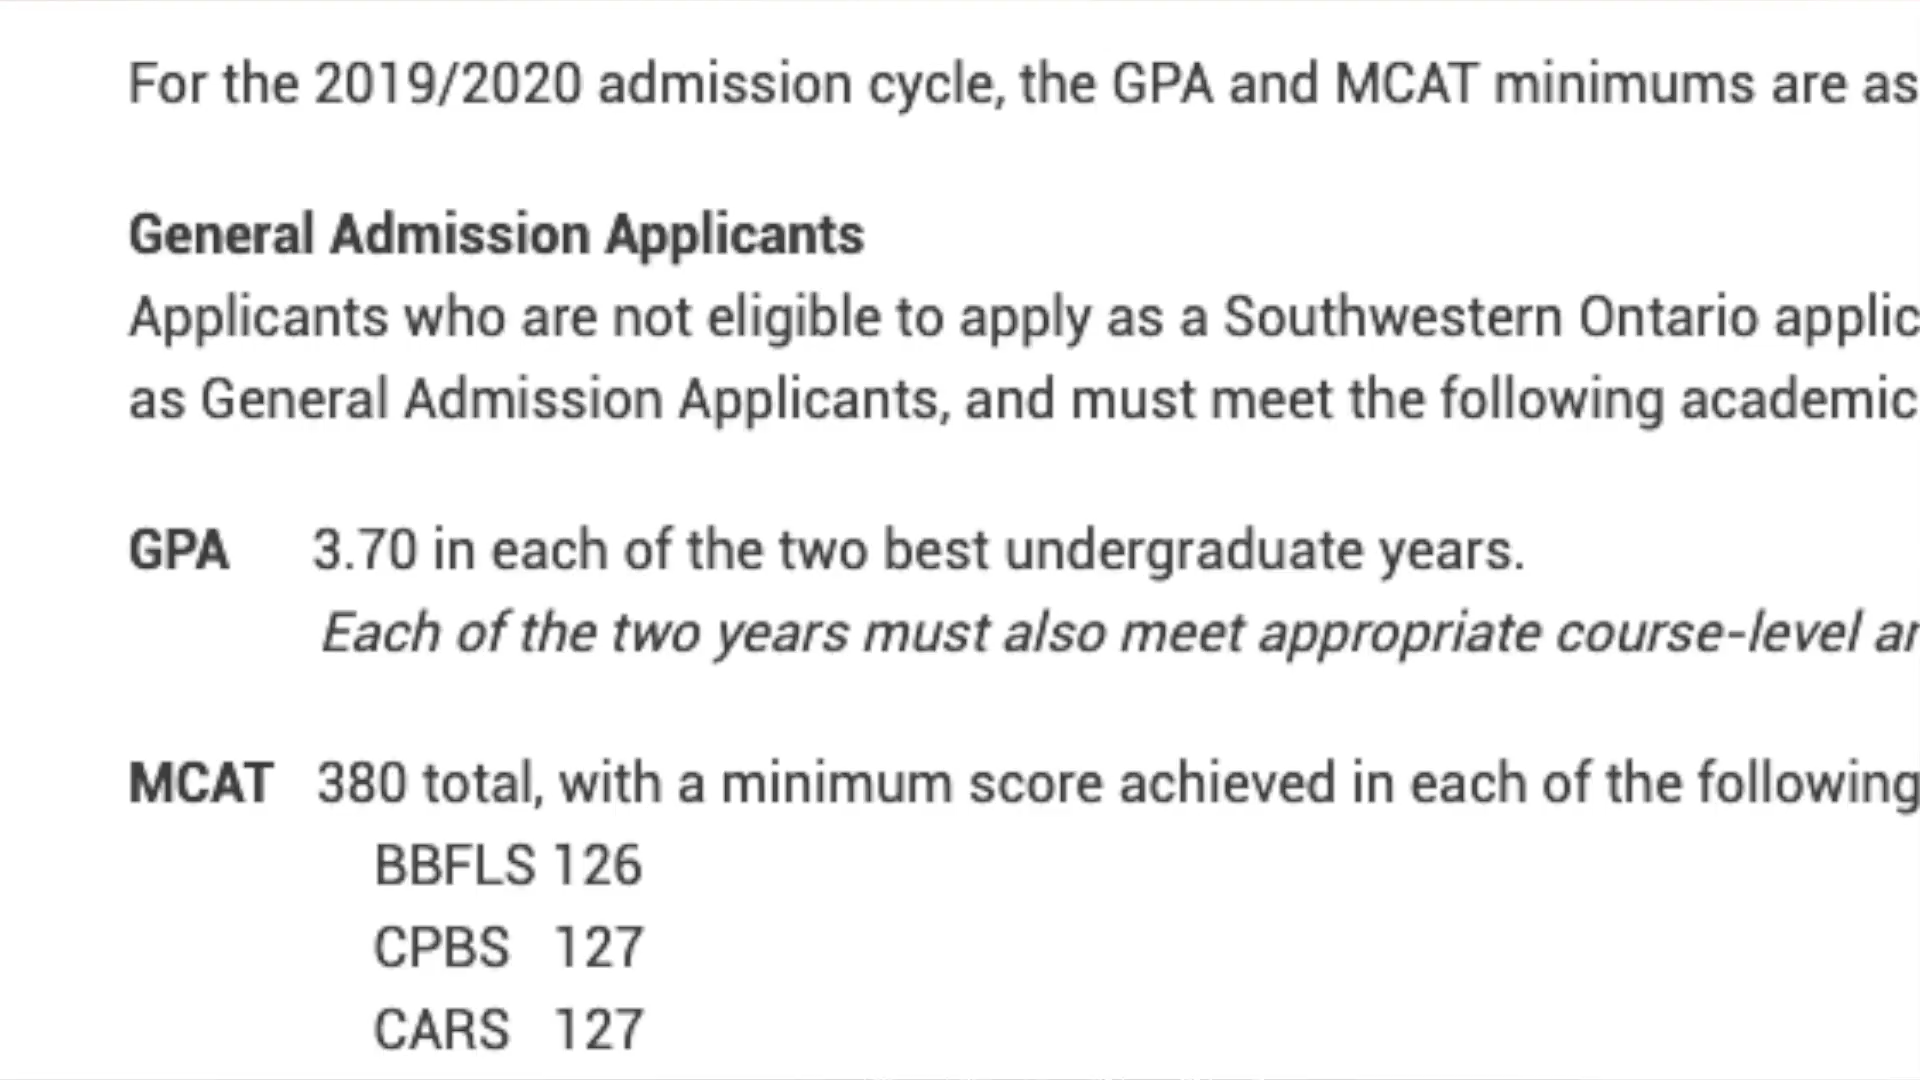 For the 2019/2020 admission cycle, the GPA and MCAT minimums are as
General Admission Applicants
Applicants who are not eligible to apply as a Southwestern Ontario applic
as General Admission Applicants, and must meet the following academic
GPA 3.70 in each of the two best undergraduate years.
Each of the two years must also meet appropriate course-level ar
MCAT 380 total, with a minimum score achieved in each of the following
BBFLS 126
CPBS 127
CARS 127